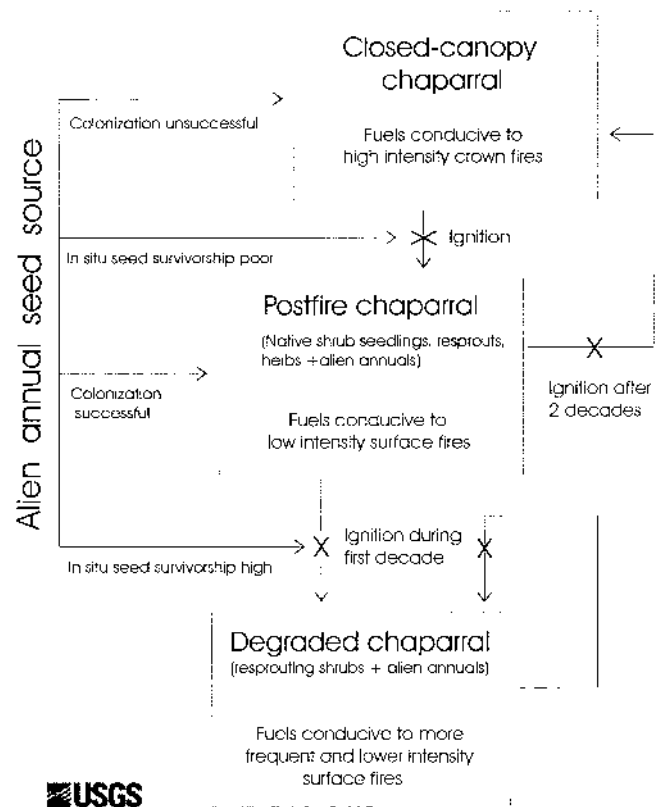 Closed-canopy
chaparral
Colonization unsuccessful
Fuels conducive to
high intensity crown fires
Alien annual seed source
Ignition
In situ seed survivorship poor
Postfire chaparral
(Native shrub seedlings, resprouts,
herbs +alien annuals)
Colonization
successful
Ignition after
2 decades
Fuels conducive to
low intensity surface fires
Ignition during
first decade
In situ seed survivorship high
Degraded chaparral
(resprouting shrubs + alien annuals)
Fuels conducive to more
frequent and lower intensity
surface fires
USGS